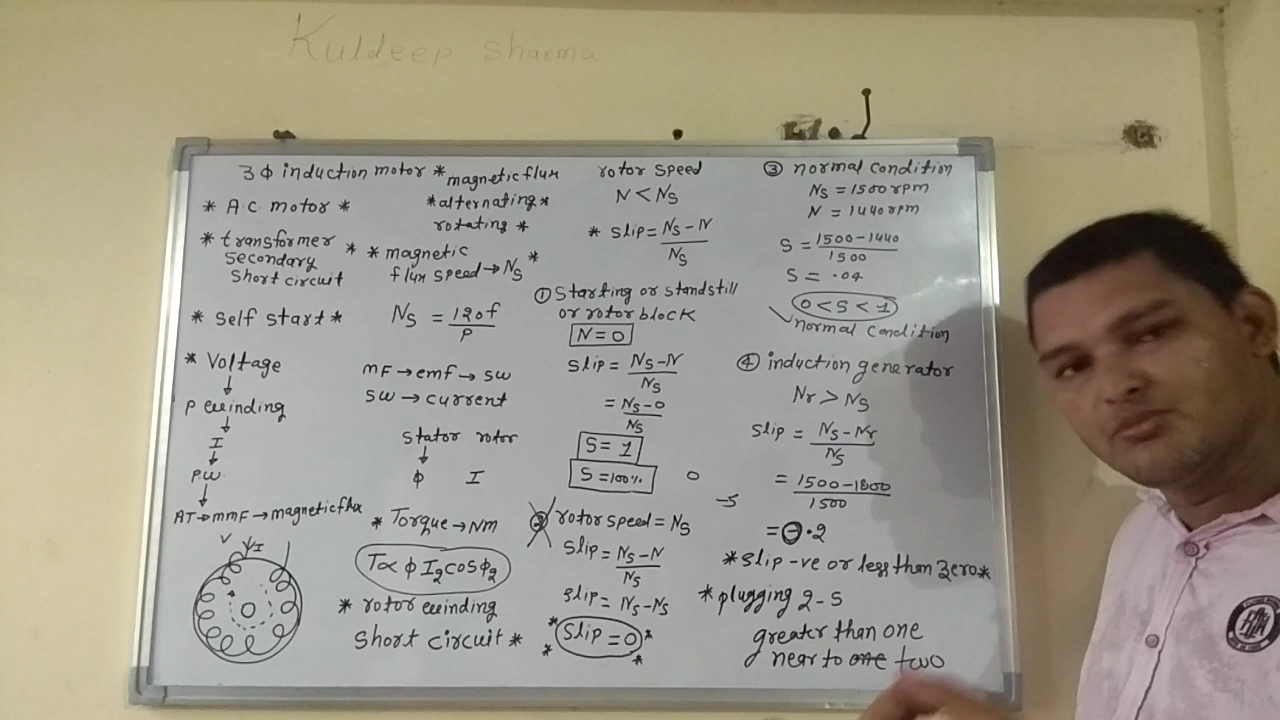 Kuldeep Sharma
3 ϕ induction motor
* A C motor *
* transformer *
secondary
short circuit
* Self start *
* Voltage
↓
P winding
↓
I
↓
P.W.
↓
AT→mmF→magnetic flux
V I
* magnetic flux
* alternating *
rotating *
* magnetic *
flux speed→Ns
Ns = 120f/P
mF→emf→sw
sw→current
stator rotor
↓
ϕ I
* Torque→Nm
T∝ ϕ I2 cosϕ2
* rotor winding
short circuit *
rotor speed
N < Ns
* slip = Ns-N/Ns
① Starting or standstill
or rotor block
N=0
slip = Ns-N/Ns
= Ns-0/Ns
S = 1
S = 100%
② rotor speed = Ns
slip = Ns-N/Ns
slip = Ns-Ns
* slip = 0 *
* *
③ normal condition
Ns = 1500 rpm
N = 1440 rpm
S = 1500-1440/1500
S = .04
0 < S < 1
normal condition
④ induction generator
Nr > Ns
slip = Ns-Nr/Ns
= 1500-1800/1500
0 -S
= -.2
* slip -ve or less than zero *
* plugging 2-S
greater than one
near to one two